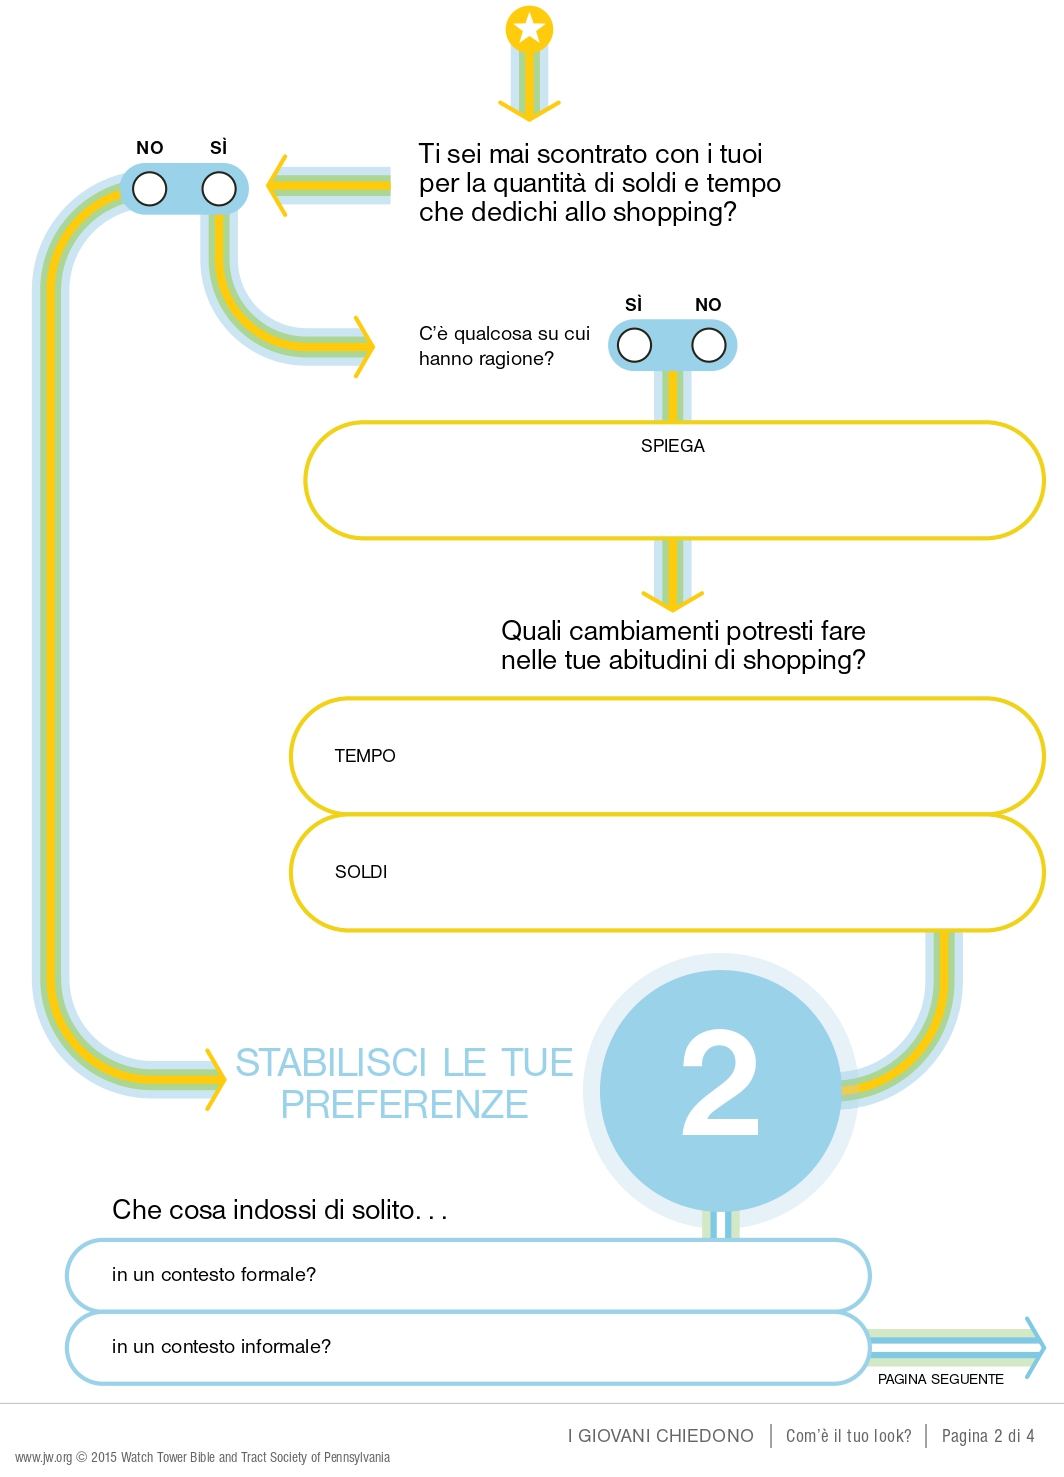 NO SÌ
Ti sei mai scontrato con i tuoi
per la quantità di soldi e tempo
che dedichi allo shopping?
SÌ NO
C’è qualcosa su cui
hanno ragione?
SPIEGA
Quali cambiamenti potresti fare
nelle tue abitudini di shopping?
TEMPO
SOLDI
STABILISCI LE TUE
PREFERENZE
2
Che cosa indossi di solito. . .
in un contesto formale?
in un contesto informale?
PAGINA SEGUENTE
I GIOVANI CHIEDONO | Com’è il tuo look? | Pagina 2 di 4
www.jw.org © 2015 Watch Tower Bible and Tract Society of Pennsylvania